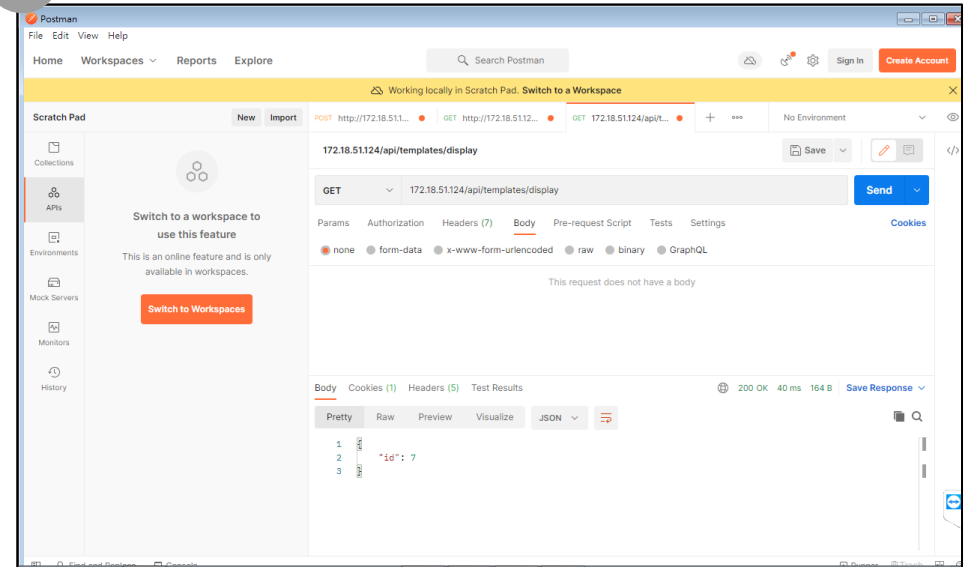 Postman
File Edit View Help
Home Workspaces Reports Explore Search Postman Sign In Create Account
Working locally in Scratch Pad. Switch to a Workspace
Scratch Pad New Import POST http://172.18.51.1... GET http://172.18.51.12... GET 172.18.51.124/api/t... + ooo No Environment
Collections
APIs
Environments
Mock Servers
Monitors
History
Switch to a workspace to
use this feature
This is an online feature and is only
available in workspaces.
Switch to Workspaces
172.18.51.124/api/templates/display Save </>
GET 172.18.51.124/api/templates/display Send
Params Authorization Headers (7) Body Pre-request Script Tests Settings Cookies
none form-data x-www-form-urlencoded raw binary GraphQL
This request does not have a body
Body Cookies (1) Headers (5) Test Results 200 OK 40 ms 164 B Save Response
Pretty Raw Preview Visualize JSON
1 {
2 "id": 7
3 }
Find and Replace Console Runner Trash